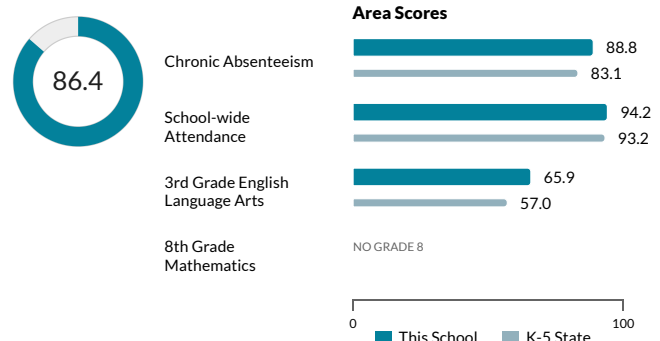 Area Scores
86.4
Chronic Absenteeism
88.8
83.1
School-wide
Attendance
94.2
93.2
3rd Grade English
Language Arts
65.9
57.0
8th Grade
Mathematics
NO GRADE 8
0
100
This School
K-5 State